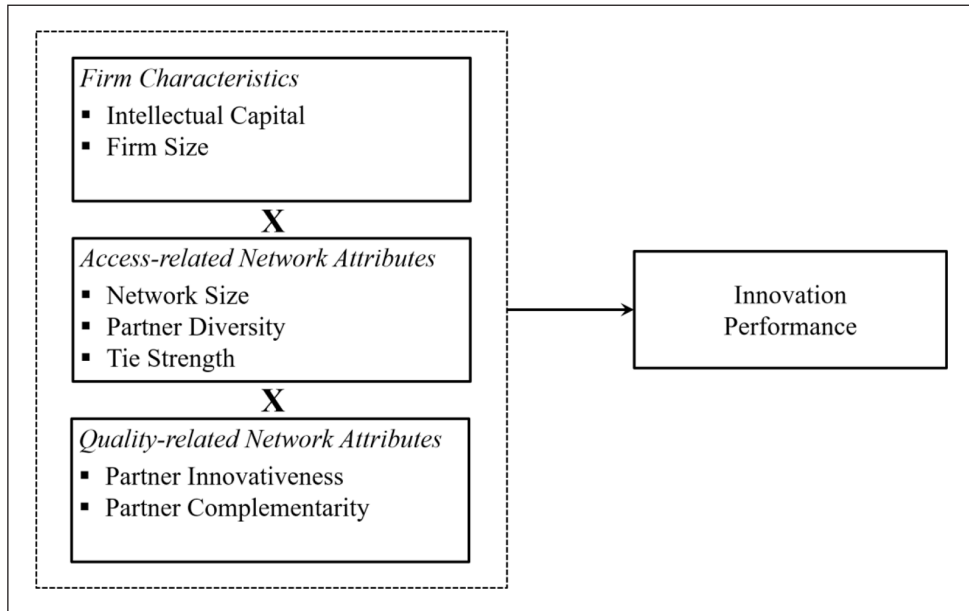 Firm Characteristics
▪ Intellectual Capital
▪ Firm Size
X
Access-related Network Attributes
▪ Network Size
▪ Partner Diversity
▪ Tie Strength
X
Quality-related Network Attributes
▪ Partner Innovativeness
▪ Partner Complementarity
Innovation
Performance